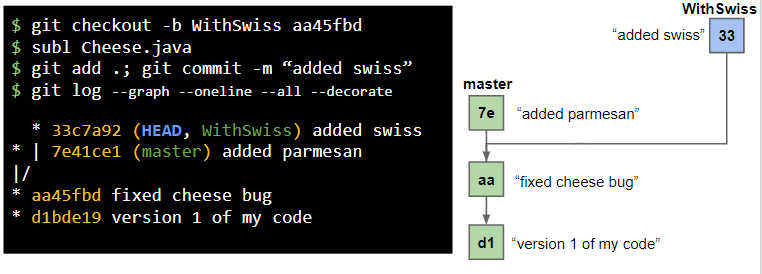 $ git checkout -b WithSwiss aa45fbd
$ subl Cheese.java
$ git add .; git commit -m “added swiss”
$ git log --graph --oneline --all --decorate
  * 33c7a92 (HEAD, WithSwiss) added swiss
* | 7e41ce1 (master) added parmesan
|/
* aa45fbd fixed cheese bug
* d1bde19 version 1 of my code
WithSwiss
“added swiss” 33
master
7e “added parmesan”
aa “fixed cheese bug”
d1 “version 1 of my code”